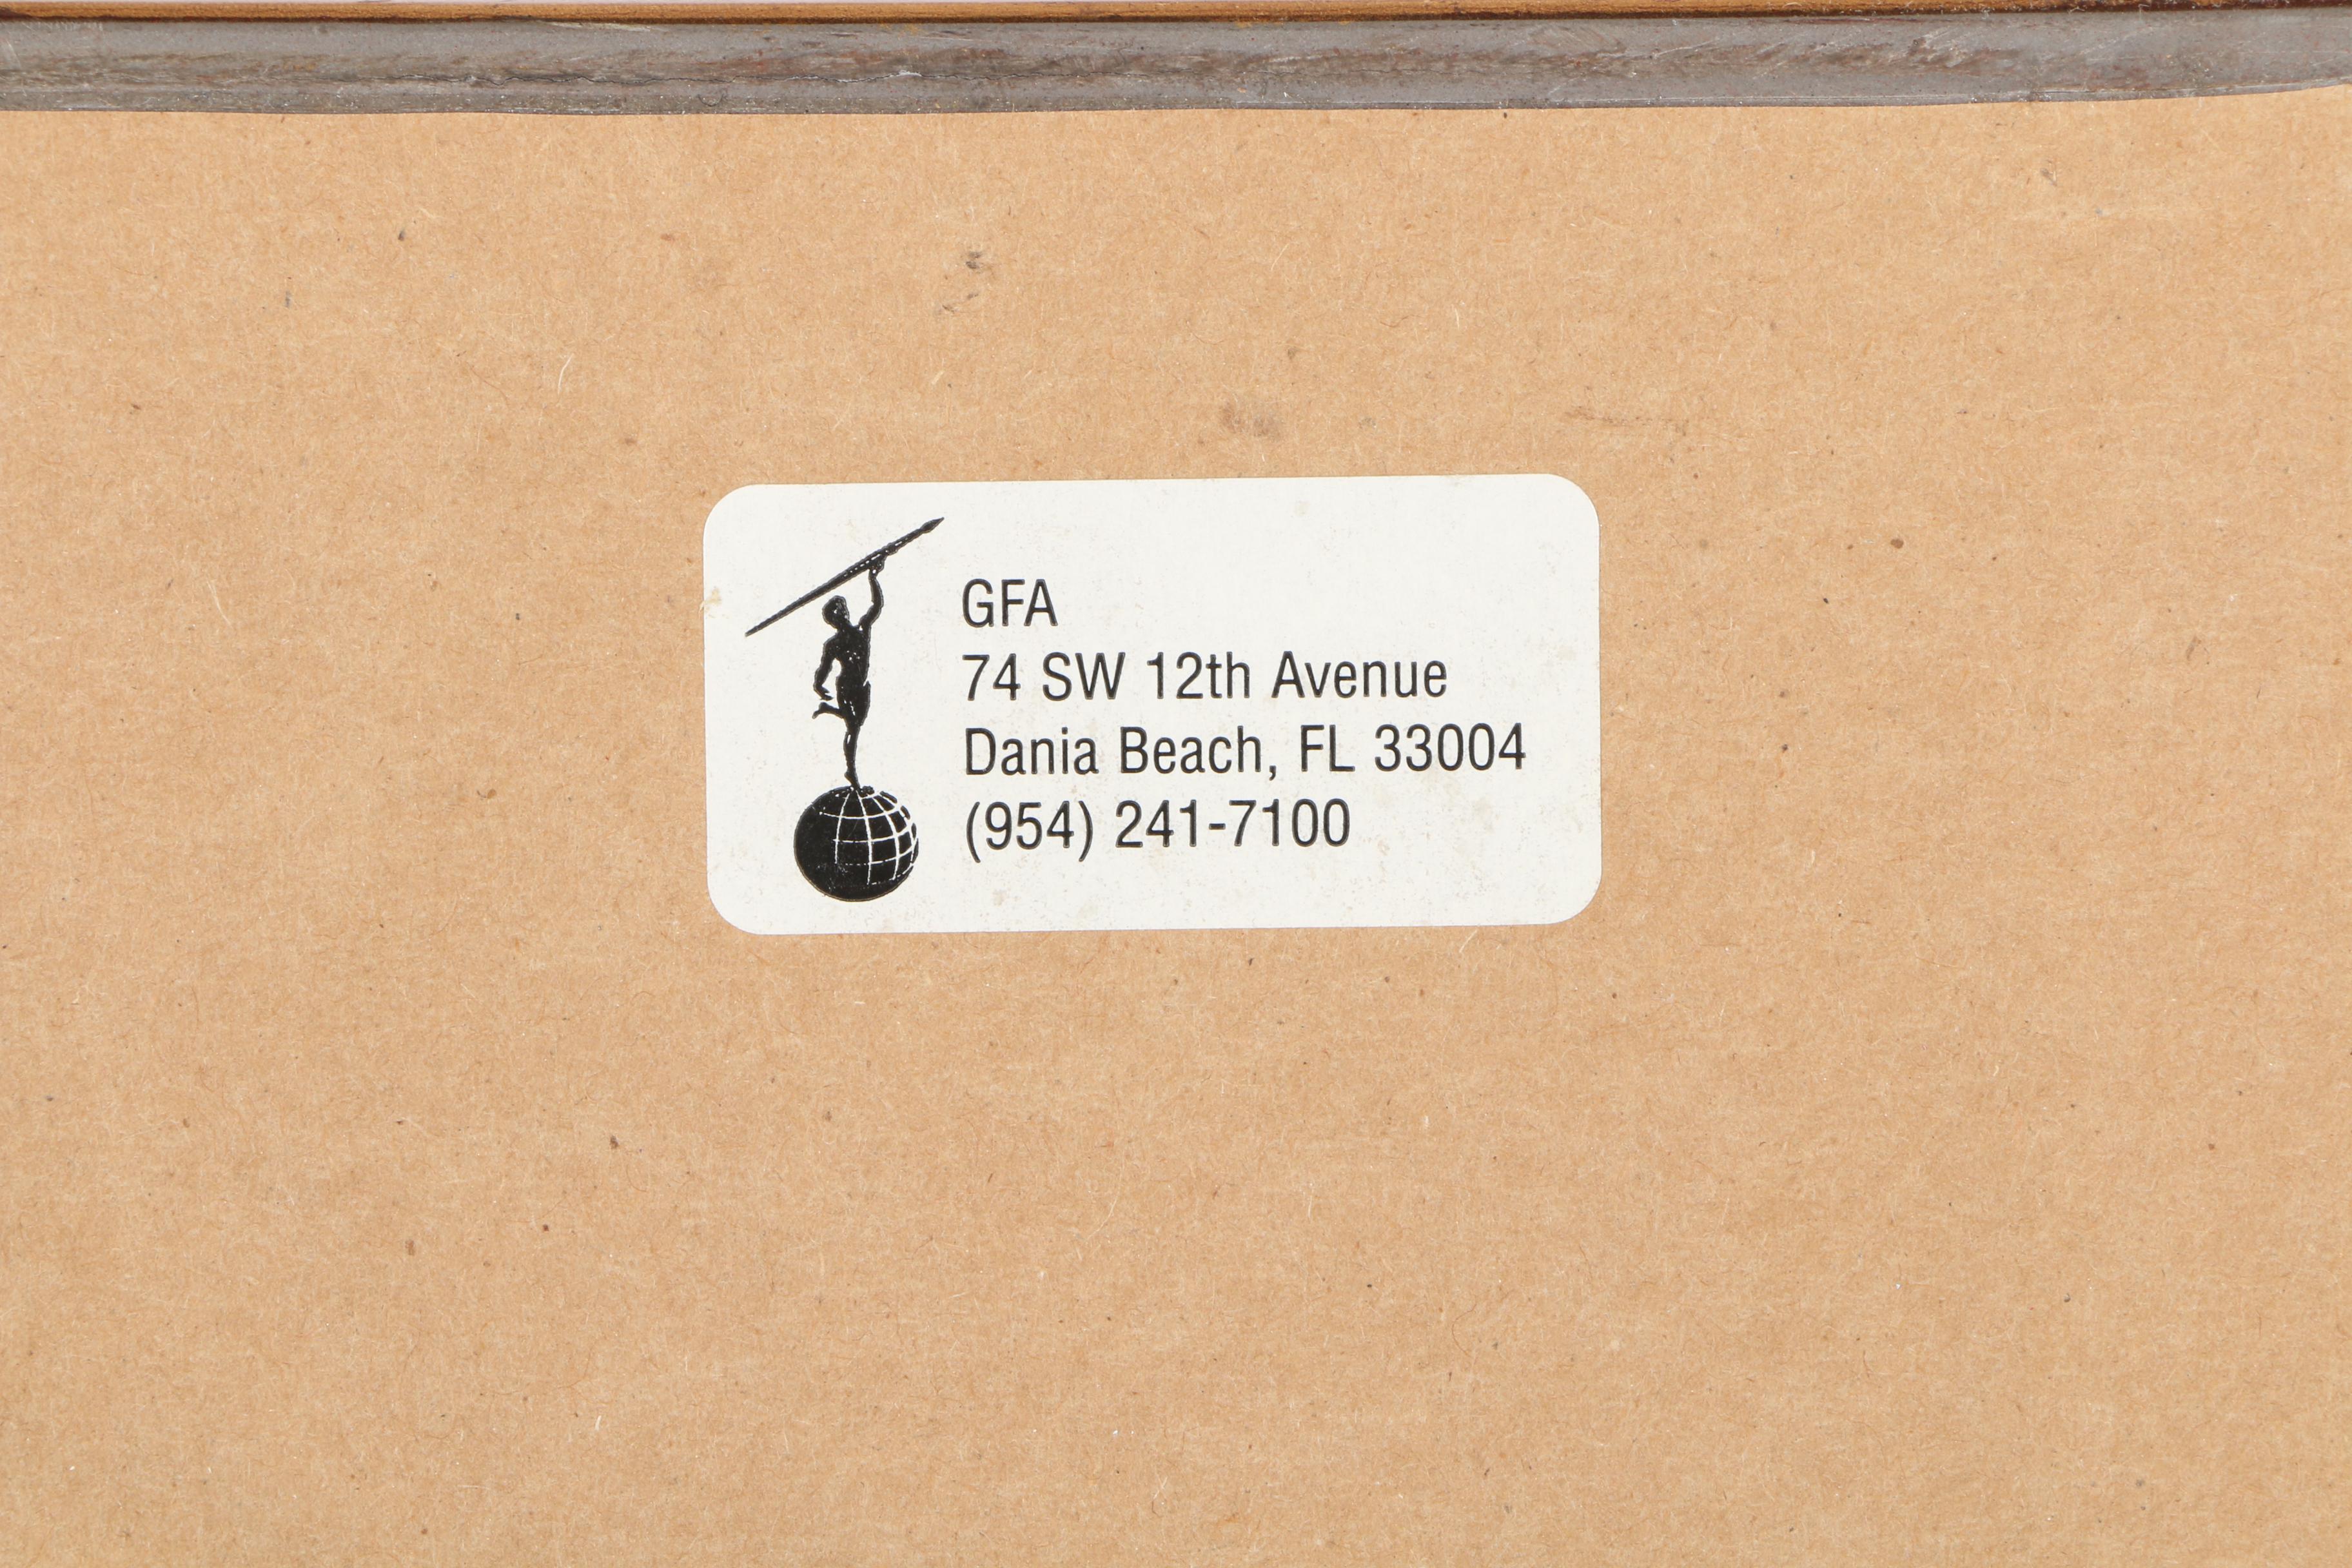 GFA
74 SW 12th Avenue
Dania Beach, FL 33004
(954) 241-7100